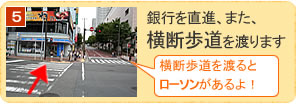 5
銀行を直進、また、
横断歩道を渡ります
横断歩道を渡ると
ローソンがあるよ!